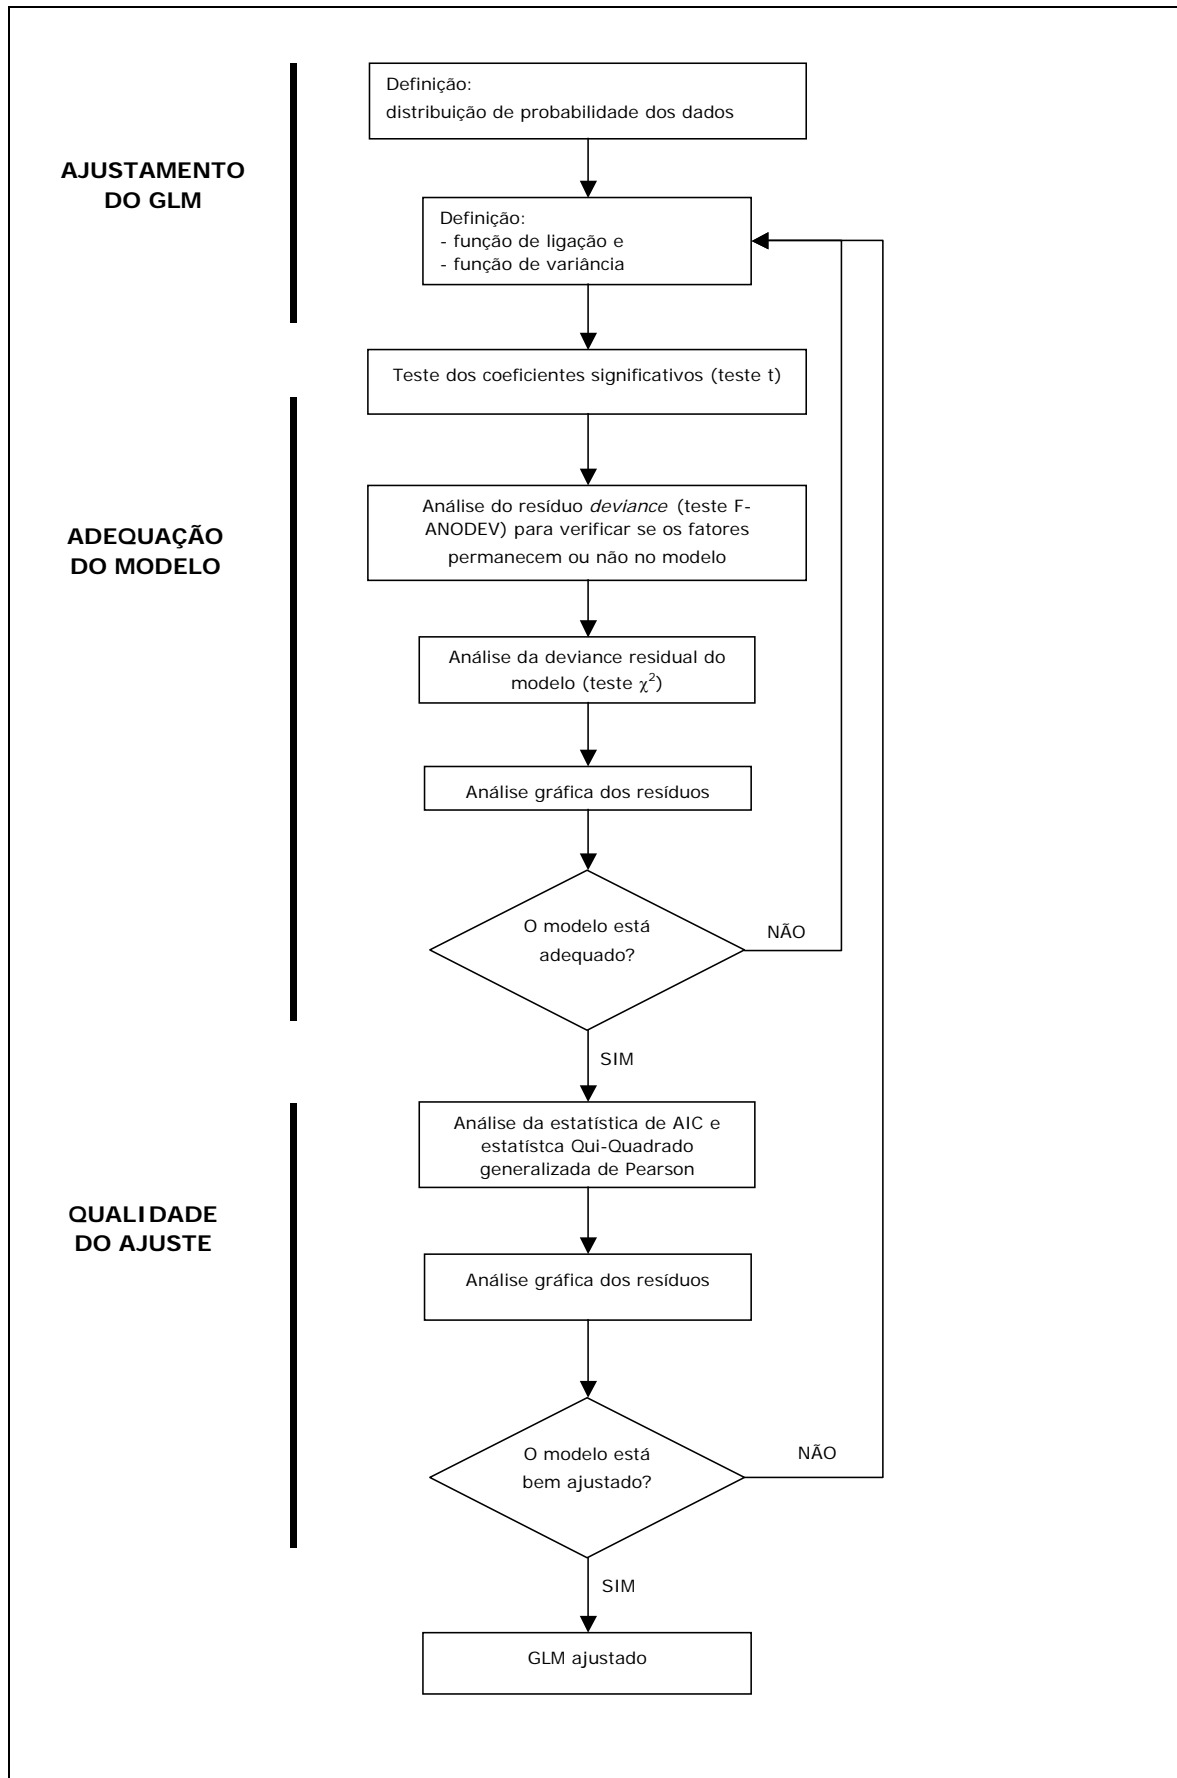 Definição:
distribuição de probabilidade dos dados
AJUSTAMENTO
DO GLM
Definição:
- função de ligação e
- função de variância
Teste dos coeficientes significativos (teste t)
ADEQUAÇÃO
DO MODELO
Análise do resíduo deviance (teste F-
ANODEV) para verificar se os fatores
permanecem ou não no modelo
Análise da deviance residual do
modelo (teste χ²)
Análise gráfica dos resíduos
O modelo está
adequado?
NÃO
SIM
QUALIDADE
DO AJUSTE
Análise da estatística de AIC e
estatístca Qui-Quadrado
generalizada de Pearson
Análise gráfica dos resíduos
O modelo está
bem ajustado?
NÃO
SIM
GLM ajustado